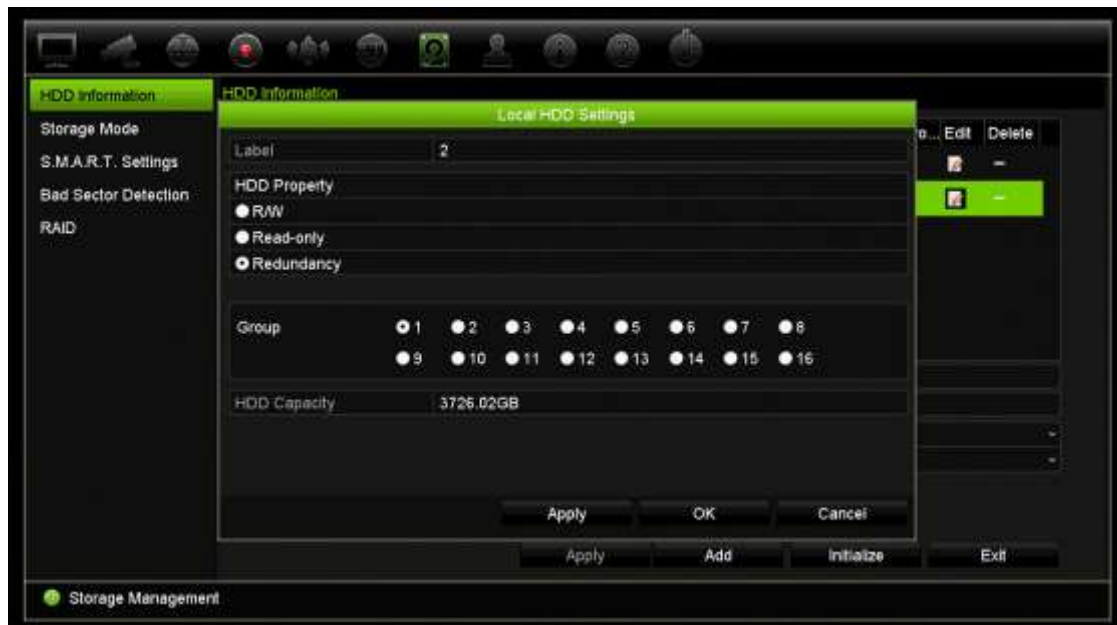 HDD Information
HDD Information
Local HDD Settings
Storage Mode
Edit Delete
Label 2
S.M.A.R.T. Settings
HDD Property
Bad Sector Detection
R/W
RAID
Read-only
Redundancy
Group 1 2 3 4 5 6 7 8
9 10 11 12 13 14 15 16
HDD Capacity 3726.02GB
Apply OK Cancel
Apply Add Initialize Exit
Storage Management